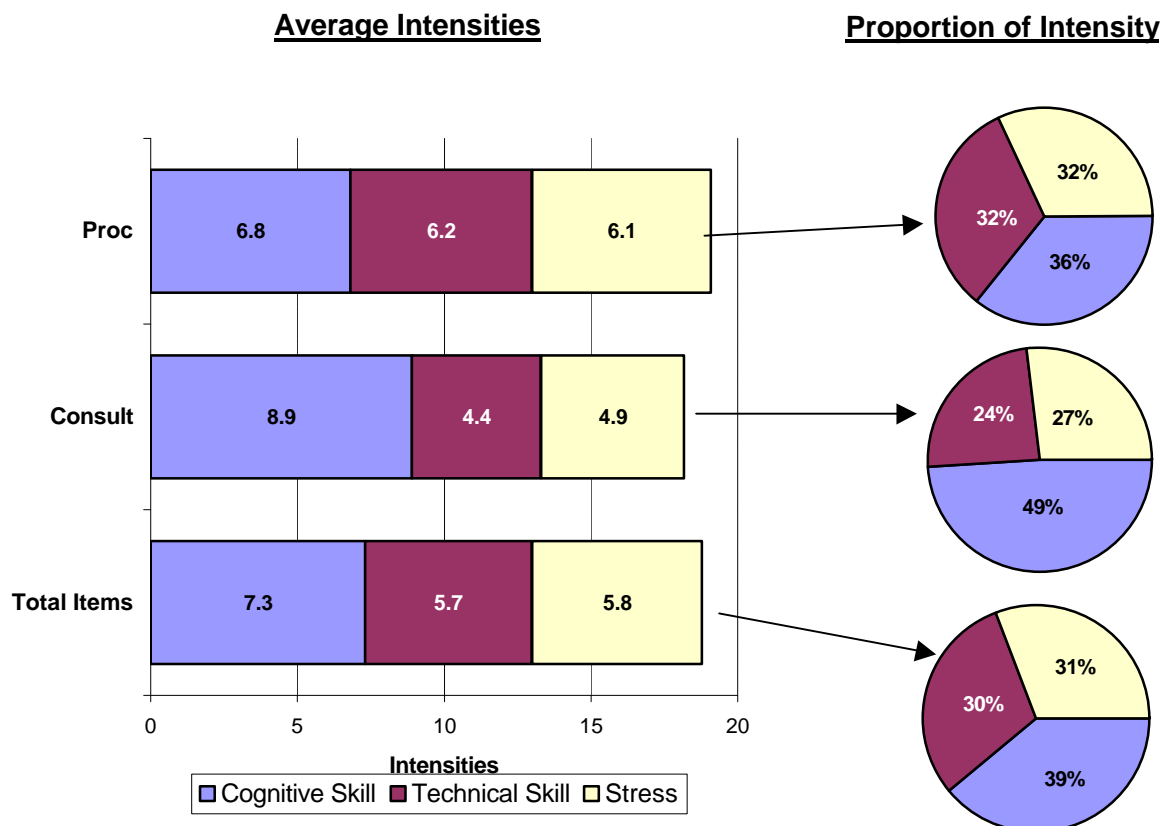 Average Intensities
Proportion of Intensity
Proc
6.8 6.2 6.1
32%
32%
36%
Consult
8.9 4.4 4.9
24% 27%
49%
Total Items
7.3 5.7 5.8
31%
30%
39%
0 5 10 15 20
Intensities
Cognitive Skill Technical Skill Stress